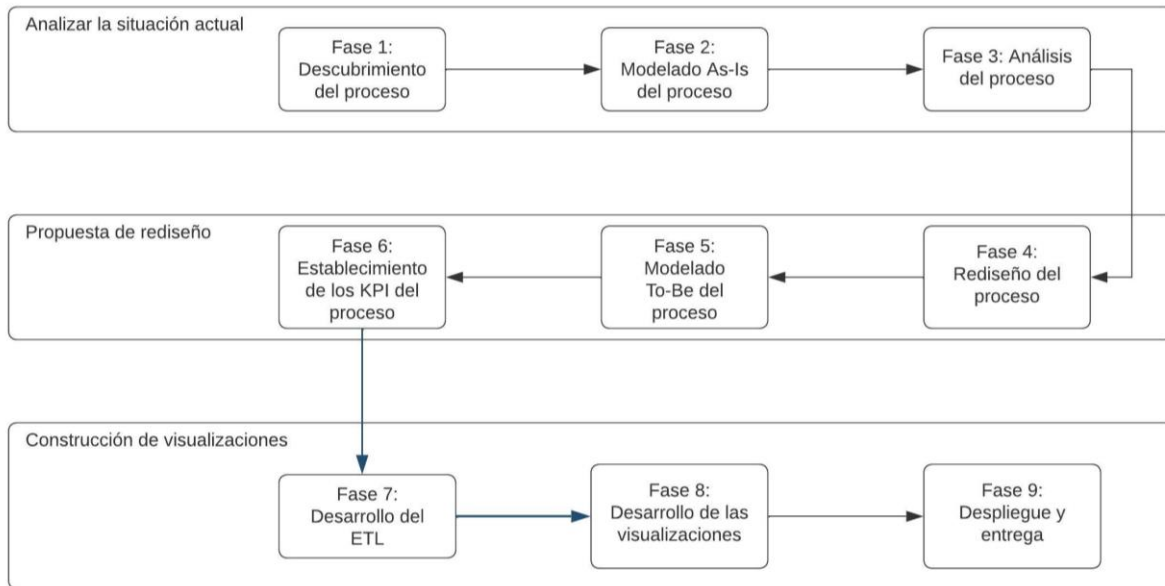 Analizar la situación actual
Fase 1:
Descubrimiento
del proceso
Fase 2:
Modelado As-Is
del proceso
Fase 3: Análisis
del proceso
Propuesta de rediseño
Fase 6:
Establecimiento
de los KPI del
proceso
Fase 5:
Modelado
To-Be del
proceso
Fase 4:
Rediseño del
proceso
Construcción de visualizaciones
Fase 7:
Desarrollo del
ETL
Fase 8:
Desarrollo de las
visualizaciones
Fase 9:
Despliegue y
entrega